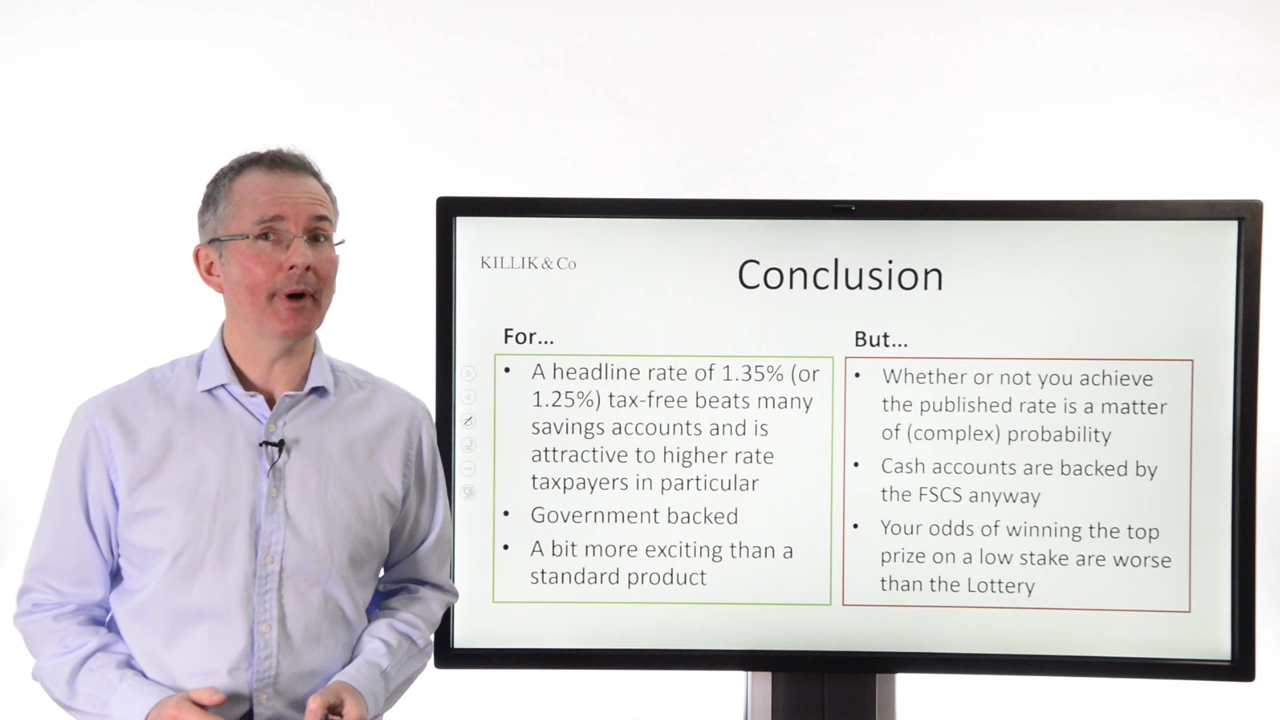 KILLIK & Co
Conclusion
For...
• A headline rate of 1.35% (or
1.25%) tax-free beats many
savings accounts and is
attractive to higher rate
taxpayers in particular
• Government backed
• A bit more exciting than a
standard product
But...
• Whether or not you achieve
the published rate is a matter
of (complex) probability
• Cash accounts are backed by
the FSCS anyway
• Your odds of winning the top
prize on a low stake are worse
than the Lottery